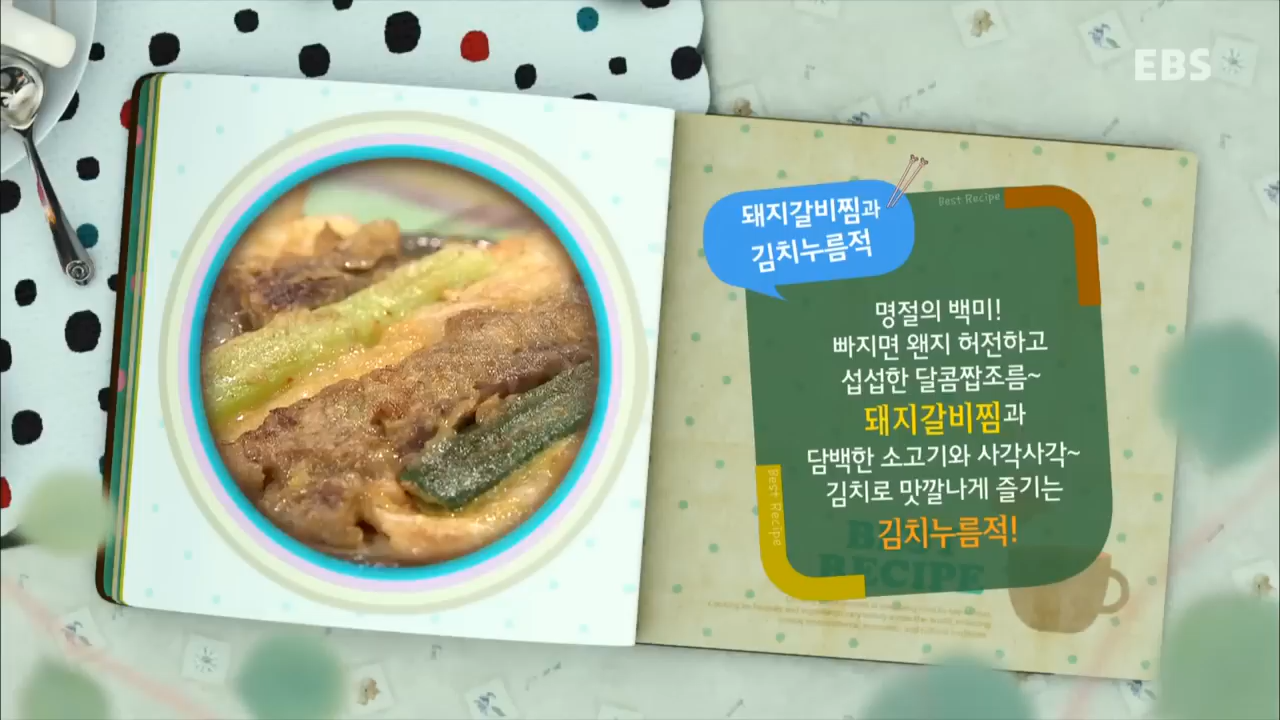 EBS
돼지갈비찜과
김치누름적
Best Recipe
명절의 백미!
빠지면 왠지 허전하고
섭섭한 달콤짭조름~
돼지갈비찜과
담백한 소고기와 사각사각~
김치로 맛깔나게 즐기는
김치누름적!
Best Recipe
BEST
RECIPE